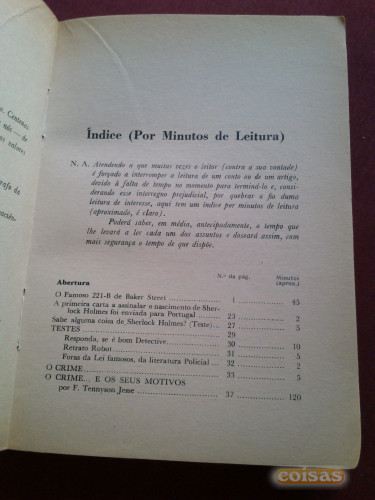 o, Centenas
nós — de
valores
rafe do
Índice (Por Minutos de Leitura)
N. A. Atendendo o que muitas vezes o leitor (contra a sua vontade)
é forçado a interromper a leitura de um conto ou de um artigo,
devido à falta de tempo no momento para terminá-lo e, consi-
derando esse interregno prejudicial, por quebrar o fio duma
leitura de interesse, aqui tem um índice por minutos de leitura
(aproximado, é claro).
Poderá saber, em média, antecipadamente, o tempo que
lhe levará a ler cada um dos assuntos e doseará assim, com
mais segurança o tempo de que dispõe.
N.º da pág. Minutos (aprox.)
Abertura
O Famoso 221-B de Baker Street 1 45
A primeira carta a assinalar o nascimento de Sher-
lock Holmes foi enviada para Portugal 23 2
Sabe alguma coisa de Sherlock Holmes? (Teste) 27 5
TESTES 29
Responda, se é bom Detective 30 10
Retrato Robot 31 5
Foras da Lei famosos, da literatura Policial 32 2
O CRIME 33 5
O CRIME... E OS SEUS MOTIVOS
por F. Tennyson Jesse 37 120
coisas